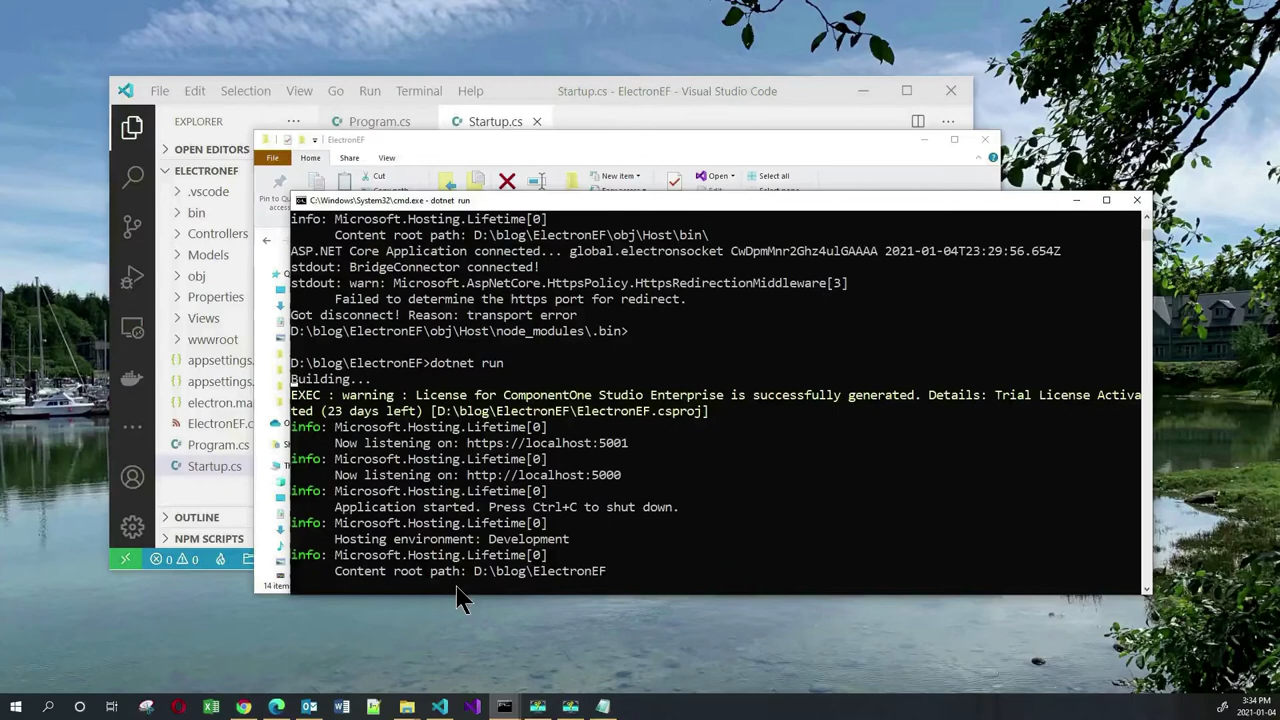 File Edit Selection View Go Run Terminal Help Startup.cs - ElectronEF - Visual Studio Code
EXPLORER ... Program.cs Startup.cs
OPEN EDITORS
ELECTRONEF
.vscode
bin
Controllers
Models
obj
Properties
Views
wwwroot
appsettings.
appsettings.
electron.ma
ElectronEF.c
Program.cs
Startup.cs
OUTLINE
NPM SCRIPTS
0 0
ElectronEF
File Home Share View
Pin to Qu
access
Cut
New item
Open
Select all
14 item
C:\Windows\System32\cmd.exe - dotnet run
info: Microsoft.Hosting.Lifetime[0]
Content root path: D:\blog\ElectronEF\obj\Host\bin\
ASP.NET Core Application connected... global.electronsocket CwDpmMnr2Ghz4ulGAAAA 2021-01-04T23:29:56.654Z
stdout: BridgeConnector connected!
stdout: warn: Microsoft.AspNetCore.HttpsPolicy.HttpsRedirectionMiddleware[3]
Failed to determine the https port for redirect.
Got disconnect! Reason: transport error
D:\blog\ElectronEF\obj\Host\node_modules\.bin>
D:\blog\ElectronEF>dotnet run
Building...
EXEC : warning : License for ComponentOne Studio Enterprise is successfully generated. Details: Trial License Activa
ted (23 days left) [D:\blog\ElectronEF\ElectronEF.csproj]
info: Microsoft.Hosting.Lifetime[0]
Now listening on: https://localhost:5001
info: Microsoft.Hosting.Lifetime[0]
Now listening on: http://localhost:5000
info: Microsoft.Hosting.Lifetime[0]
Application started. Press Ctrl+C to shut down.
info: Microsoft.Hosting.Lifetime[0]
Hosting environment: Development
info: Microsoft.Hosting.Lifetime[0]
Content root path: D:\blog\ElectronEF
3:34 PM
2021-01-04